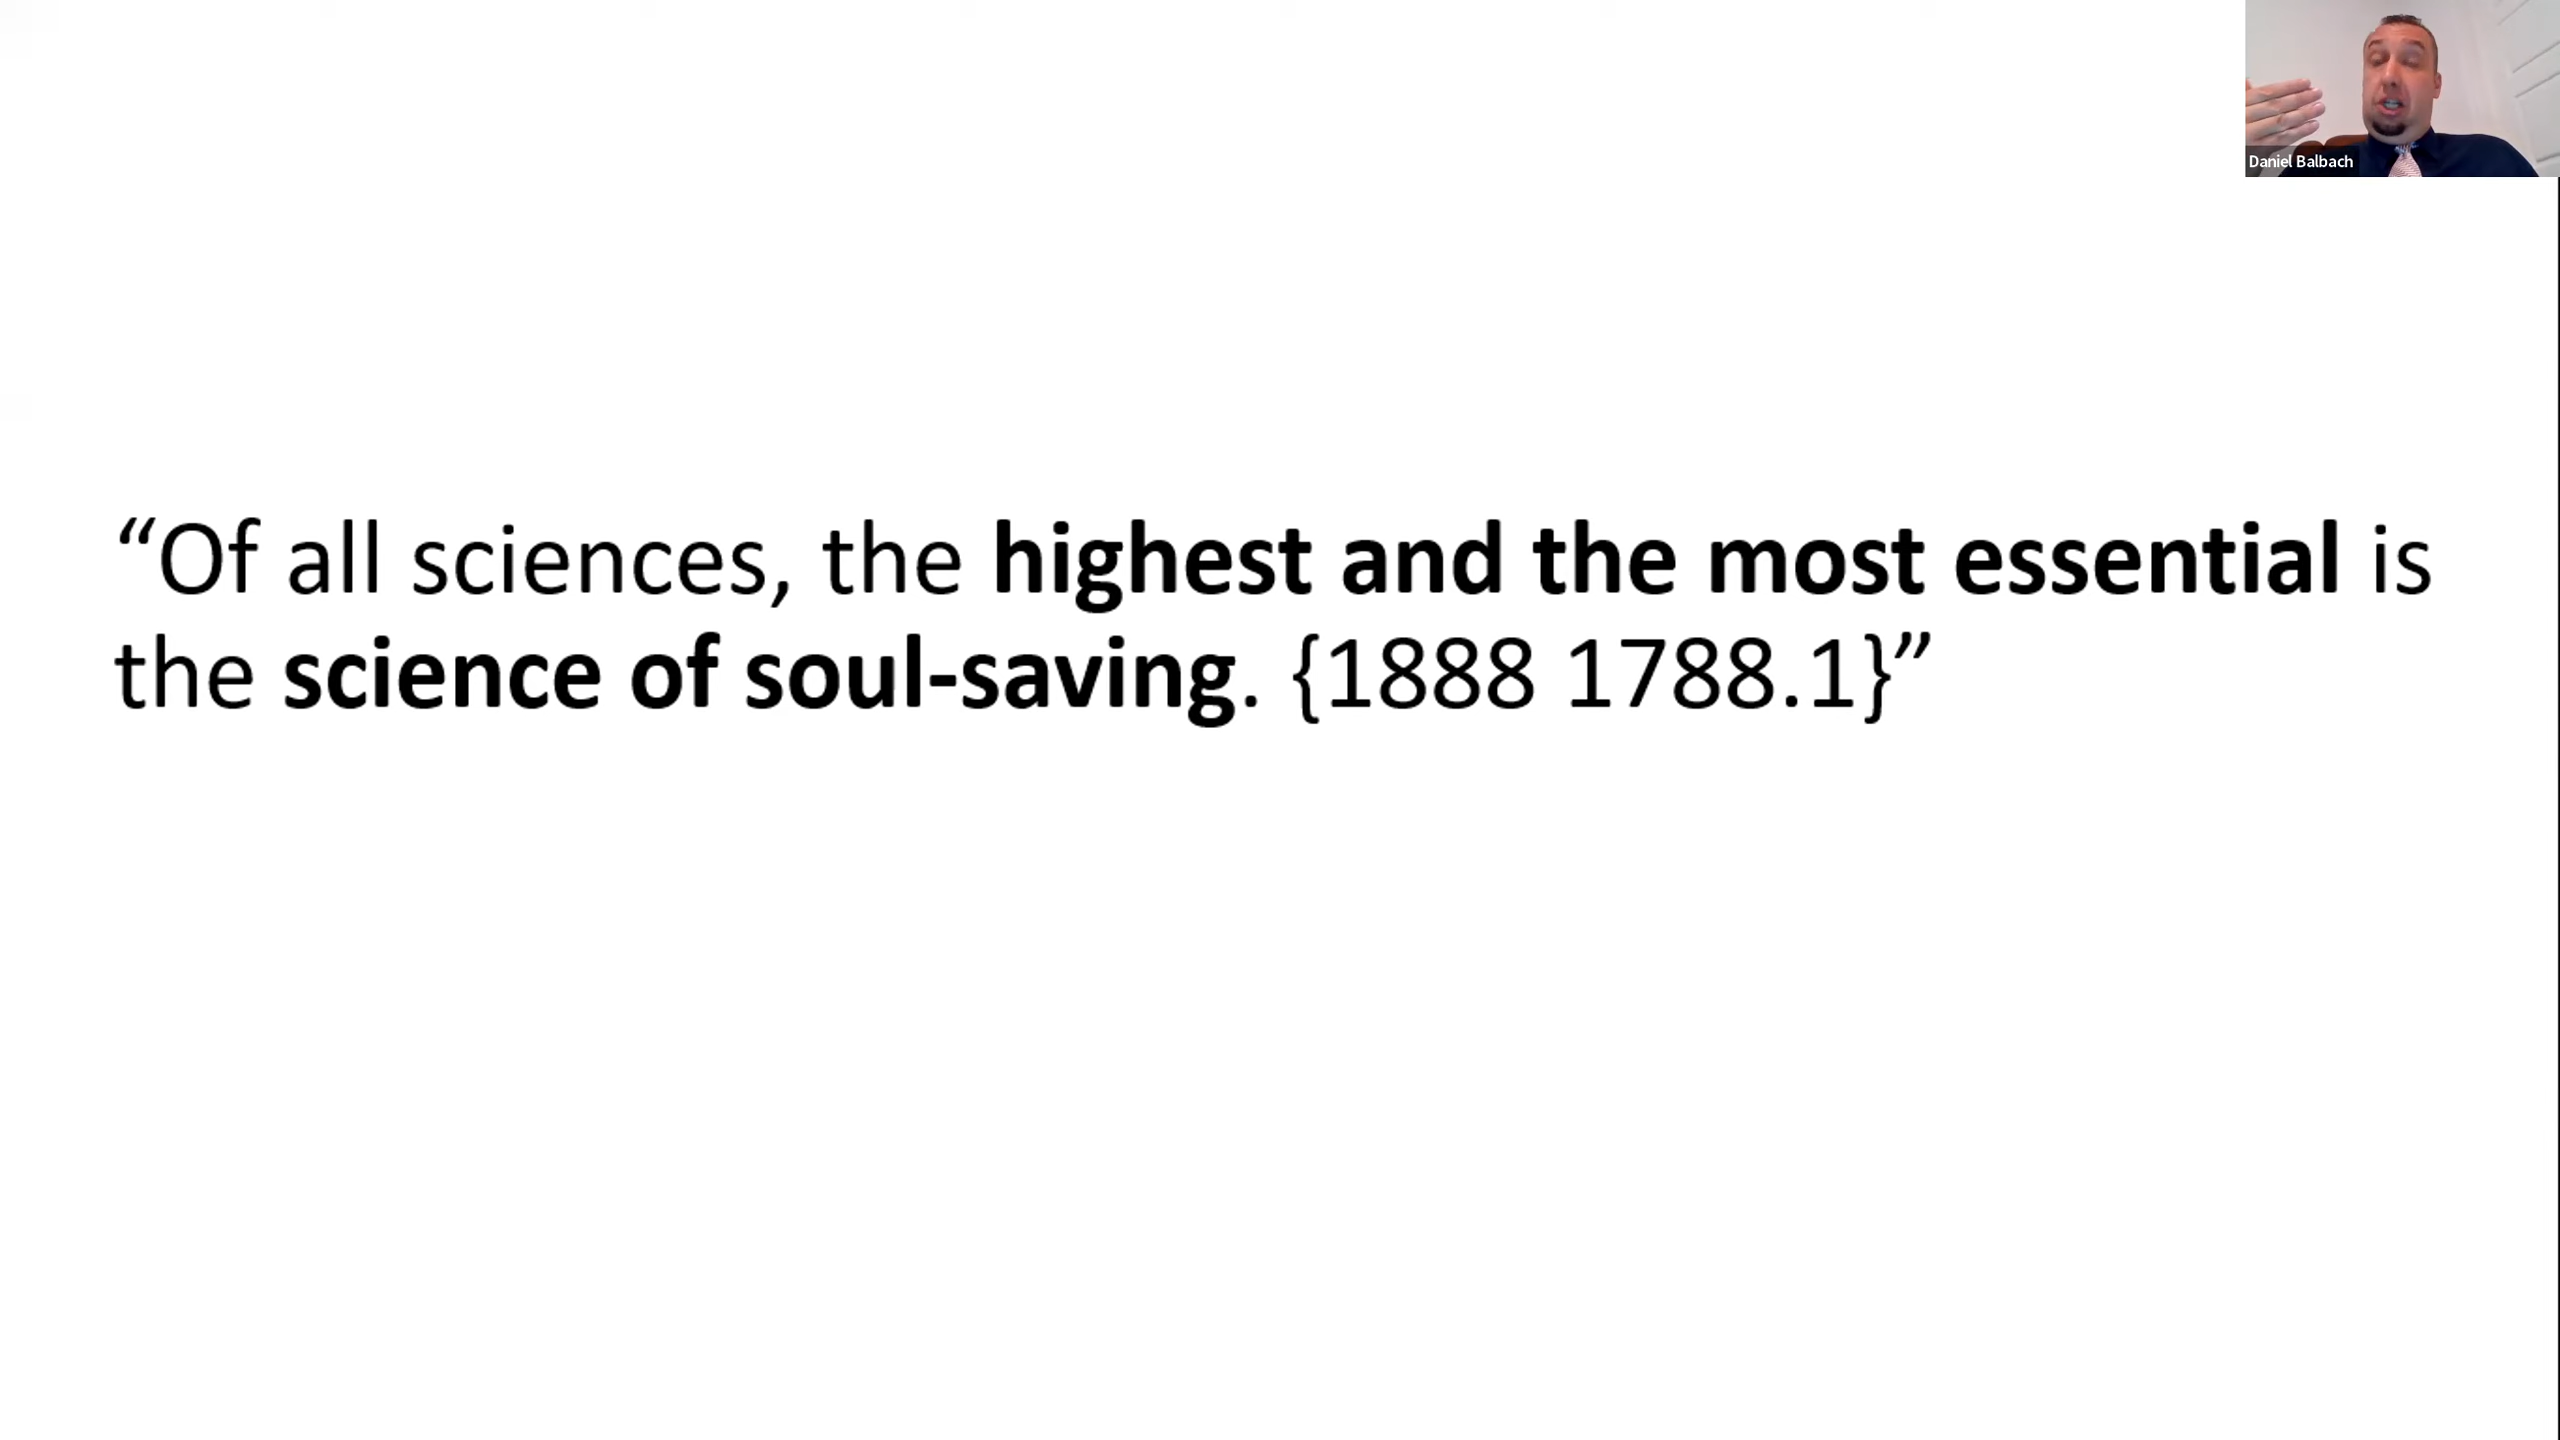 Daniel Balbach
“Of all sciences, the highest and the most essential is
the science of soul-saving. {1888 1788.1}”